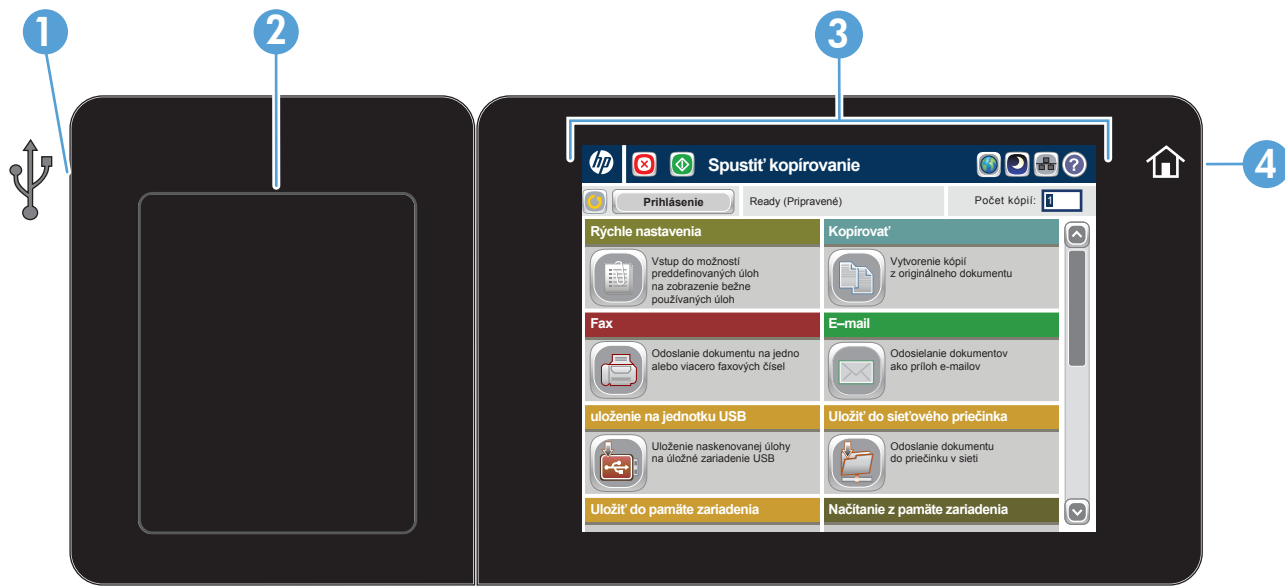 1
2
3
4
hp
Spustiť kopírovanie
?
Prihlásenie
Ready (Pripravené)
Počet kópií:
1
Rýchle nastavenia
Vstup do možností
preddefinovaných úloh
na zobrazenie bežne
používaných úloh
Kopírovať
Vytvorenie kópií
z originálneho dokumentu
Fax
Odoslanie dokumentu na jedno
alebo viacero faxových čísel
E–mail
Odosielanie dokumentov
ako príloh e-mailov
uloženie na jednotku USB
Uloženie naskenovanej úlohy
na úložné zariadenie USB
Uložiť do sieťového priečinka
Odoslanie dokumentu
do priečinku v sieti
Uložiť do pamäte zariadenia
Načítanie z pamäte zariadenia